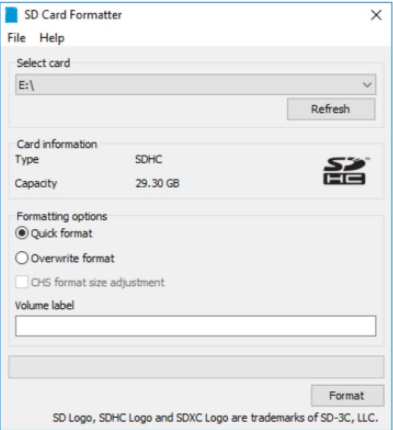 SD Card Formatter
File Help
Select card
E:\
Refresh
Card information
Type SDHC
Capacity 29.30 GB
SD
HC
Formatting options
Quick format
Overwrite format
CHS format size adjustment
Volume label
Format
SD Logo, SDHC Logo and SDXC Logo are trademarks of SD-3C, LLC.